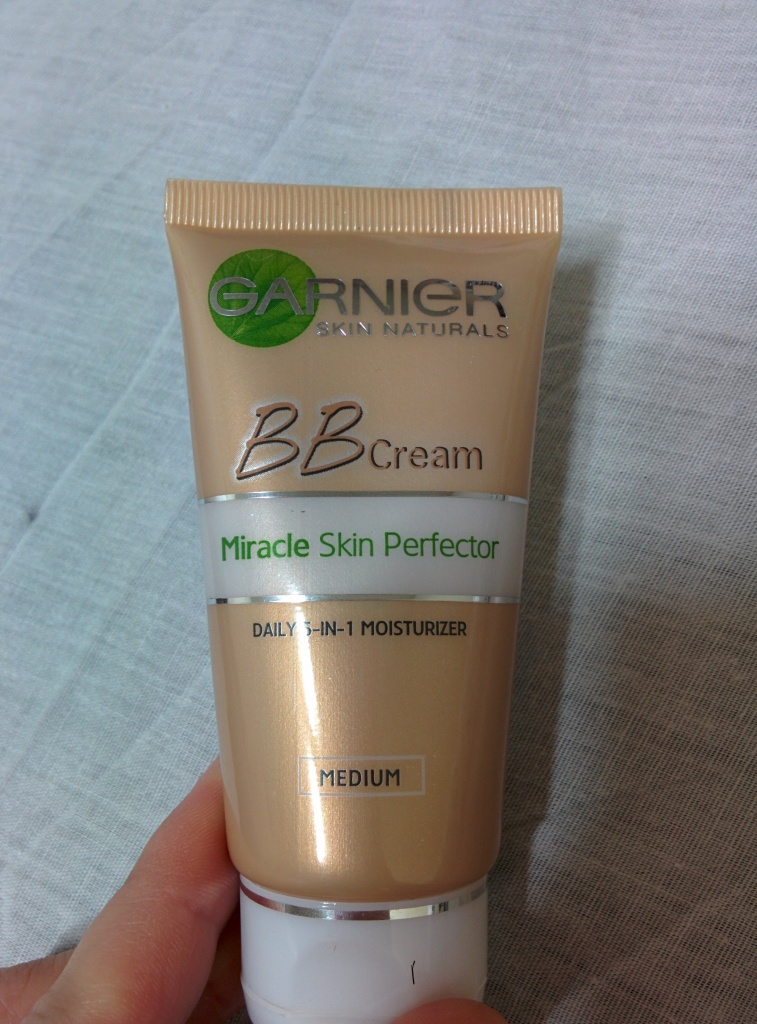 GARNIER
SKIN NATURALS
BB Cream
Miracle Skin Perfector
DAILY 5-IN-1 MOISTURIZER
MEDIUM